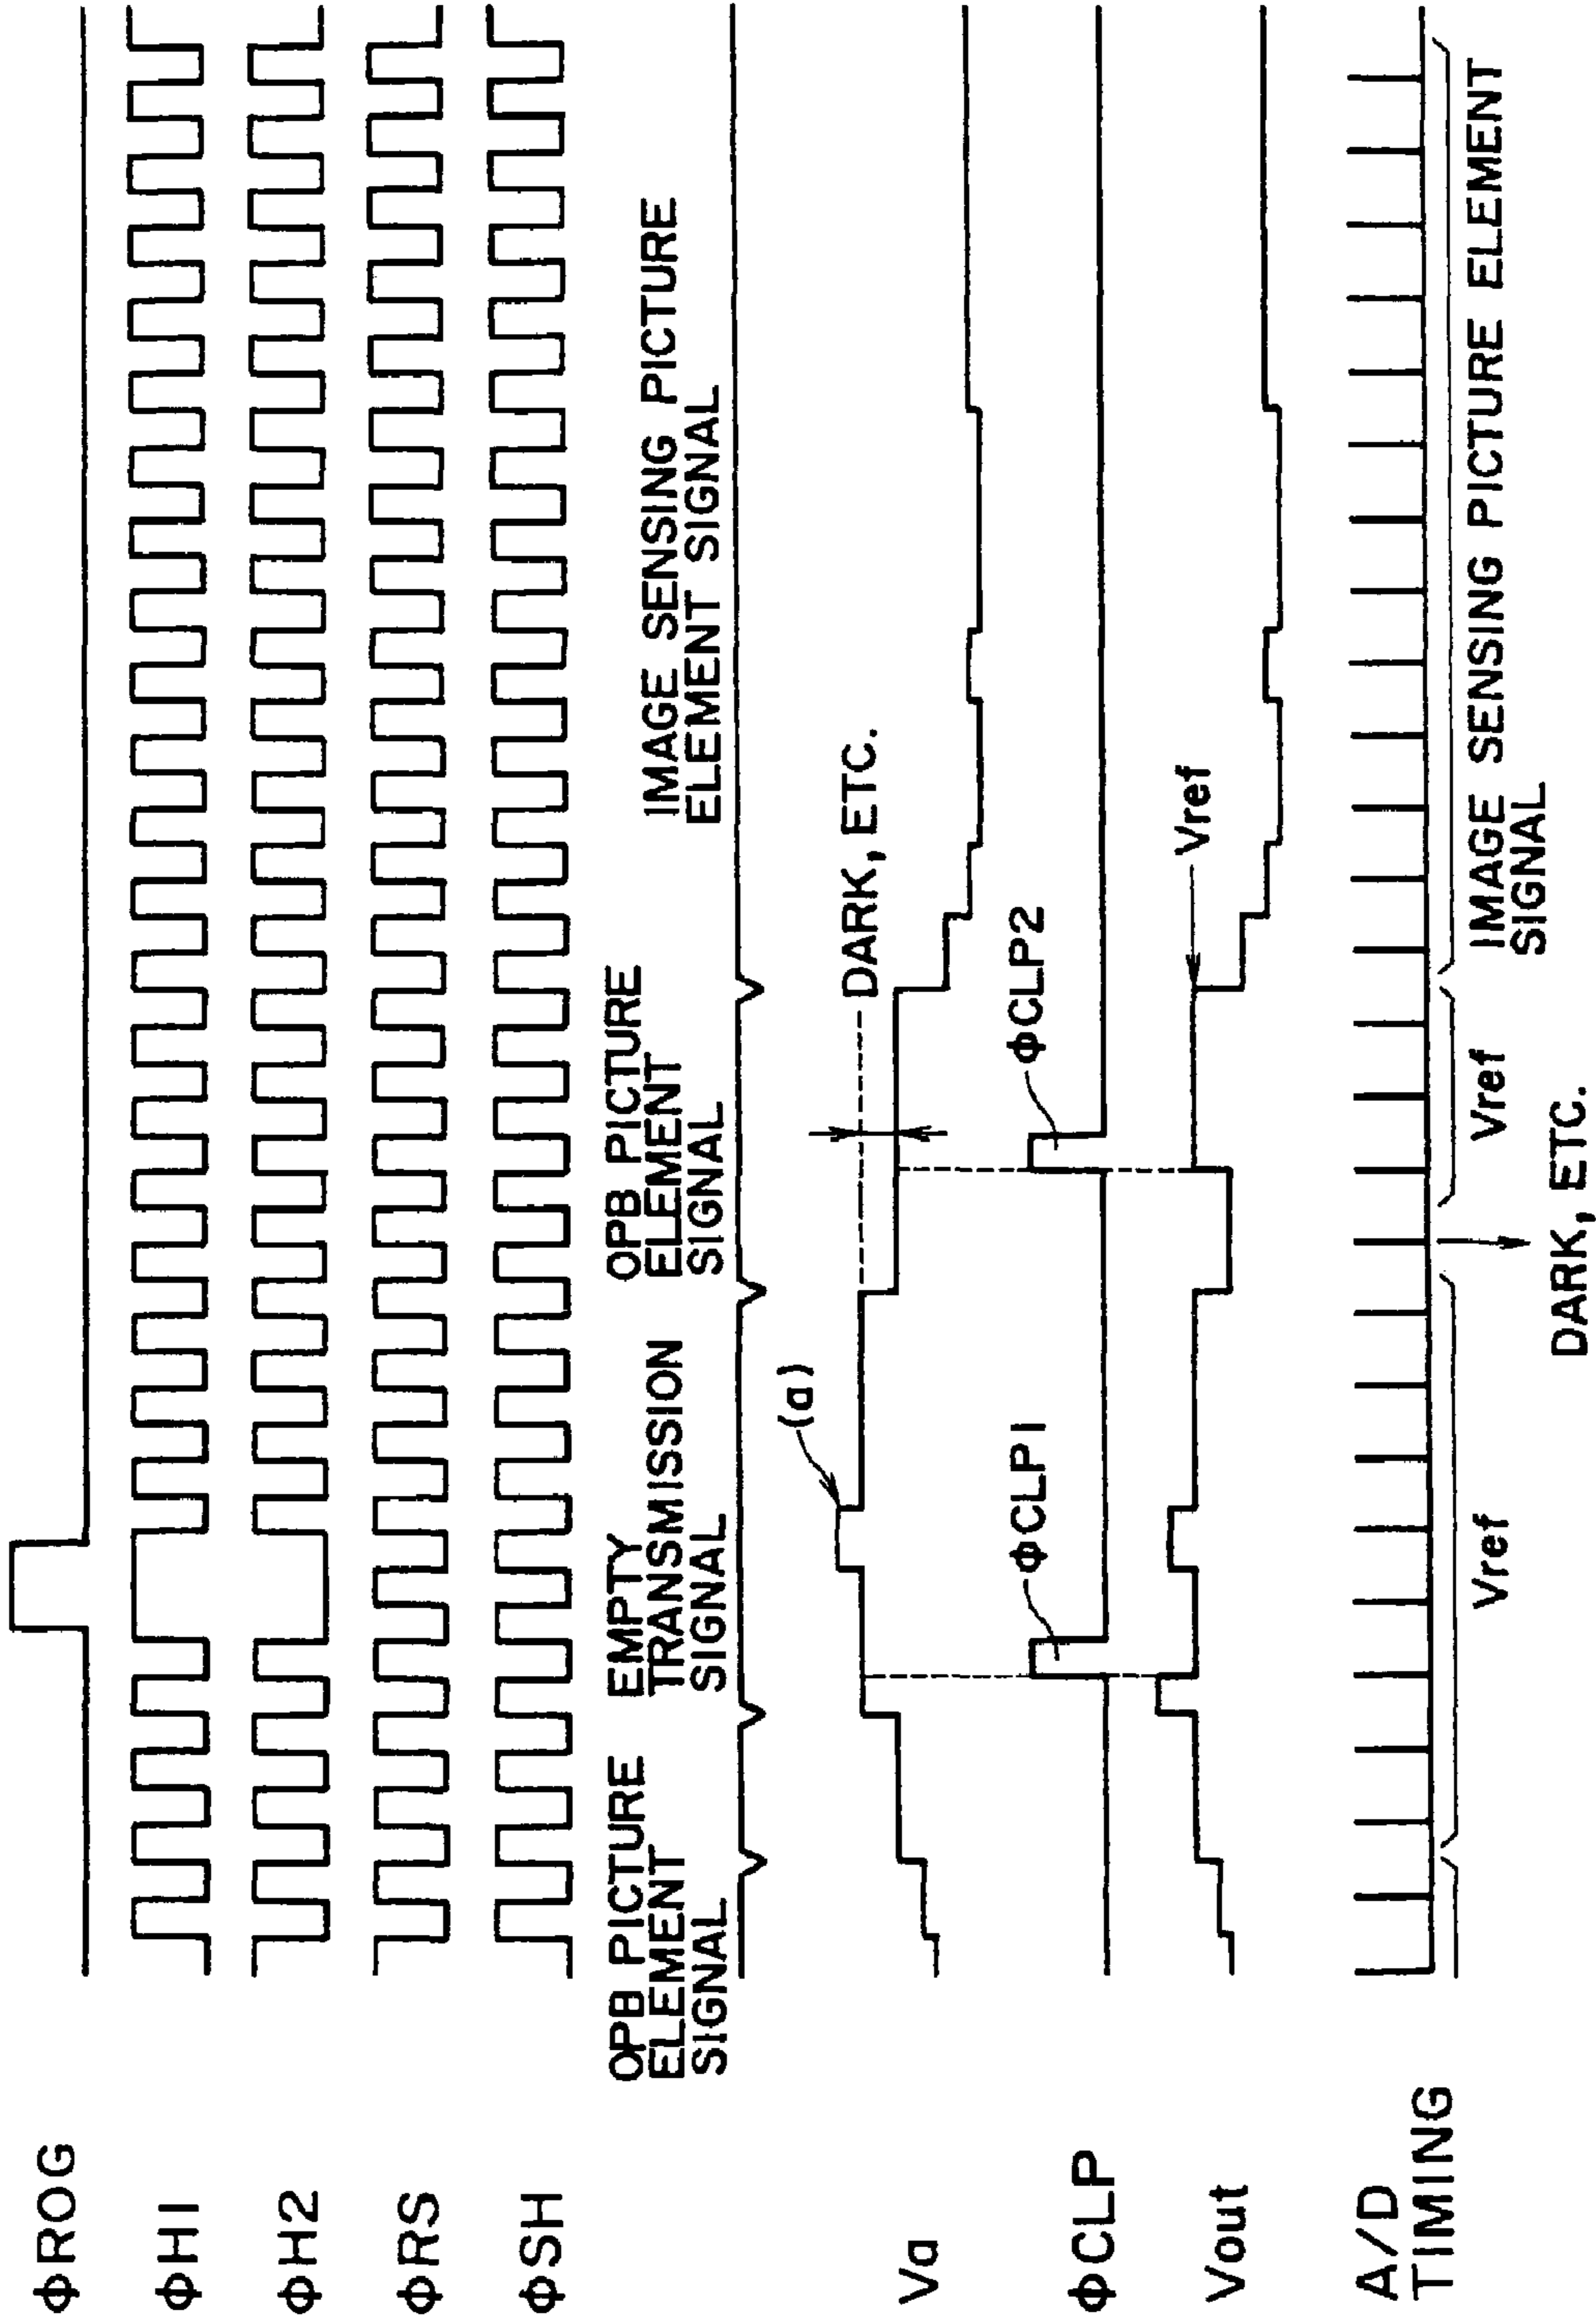 ΦROG
ΦH1
ΦH2
ΦRS
ΦSH
OPB PICTURE
ELEMENT
SIGNAL
EMPTY
TRANSMISSION
SIGNAL
OPB PICTURE
ELEMENT
SIGNAL
IMAGE SENSING PICTURE
ELEMENT SIGNAL
Va
(a)
DARK, ETC.
ΦCLP
ΦCLP1
ΦCLP2
Vout
Vref
A/D
TIMING
Vref
Vref
IMAGE SENSING PICTURE ELEMENT
SIGNAL
DARK, ETC.